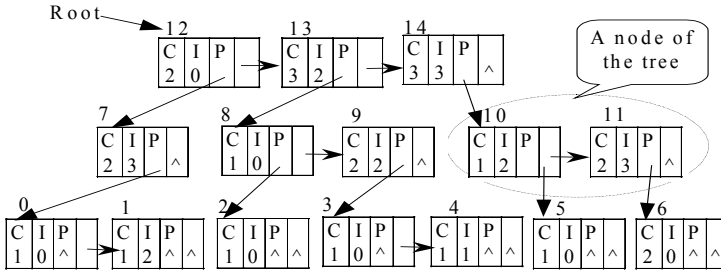 Root
12 13 14
C I P C I P C I P
2 0 3 2 3 3 ^
A node of
the tree
7 8 9 10 11
C I P C I P C I P C I P C I P
2 3 ^ 1 0 2 2 ^ 1 2 2 3 ^
0 1 2 3 4 5 6
C I P C I P C I P C I P C I P C I P C I P
1 0 ^ 1 2 ^ ^ 1 0 ^ ^ 1 0 ^ 1 1 ^ ^ 1 0 ^ ^ 2 0 ^ ^